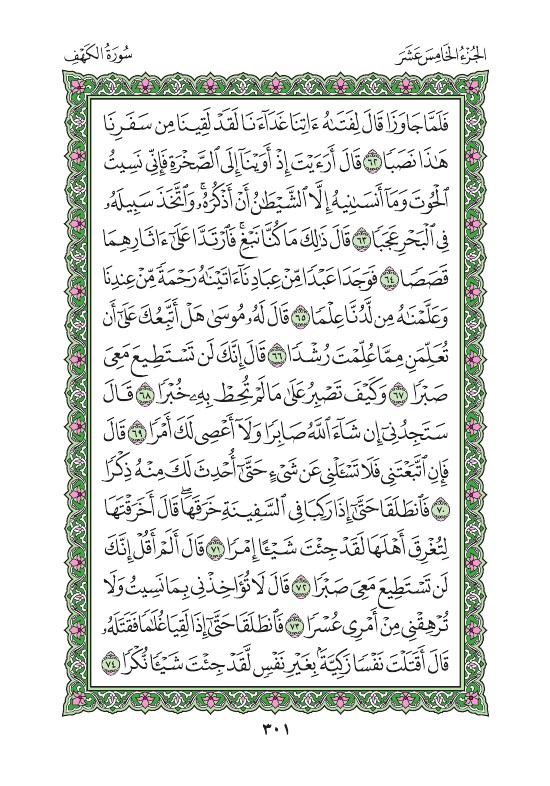 الجُزْءُ الخَامِسَ عَشَرَ
سُورَةُ الكَهْفِ
فَلَمَّا جَاوَزَا قَالَ لِفَتَىٰهُ ءَاتِنَا غَدَآءَنَا لَقَدْ لَقِينَا مِن سَفَرِنَا
هَٰذَا نَصَبًا ٦٢ قَالَ أَرَءَيْتَ إِذْ أَوَيْنَآ إِلَى ٱلصَّخْرَةِ فَإِنِّى نَسِيتُ
ٱلْحُوتَ وَمَآ أَنسَىٰنِيهُ إِلَّا ٱلشَّيْطَٰنُ أَنْ أَذْكُرَهُۥۚ وَٱتَّخَذَ سَبِيلَهُۥ
فِى ٱلْبَحْرِ عَجَبًا ٦٣ قَالَ ذَٰلِكَ مَا كُنَّا نَبْغِۚ فَٱرْتَدَّا عَلَىٰٓ ءَاثَارِهِمَا
قَصَصًا ٦٤ فَوَجَدَا عَبْدًا مِّنْ عِبَادِنَآ ءَاتَيْنَٰهُ رَحْمَةً مِّنْ عِندِنَا
وَعَلَّمْنَٰهُ مِن لَّدُنَّا عِلْمًا ٦٥ قَالَ لَهُۥ مُوسَىٰ هَلْ أَتَّبِعُكَ عَلَىٰٓ أَن
تُعَلِّمَنِ مِمَّا عُلِّمْتَ رُشْدًا ٦٦ قَالَ إِنَّكَ لَن تَسْتَطِيعَ مَعِىَ
صَبْرًا ٦٧ وَكَيْفَ تَصْبِرُ عَلَىٰ مَا لَمْ تُحِطْ بِهِۦ خُبْرًا ٦٨ قَالَ
سَتَجِدُنِىٓ إِن شَآءَ ٱللَّهُ صَابِرًا وَلَآ أَعْصِى لَكَ أَمْرًا ٦٩ قَالَ
فَإِنِ ٱتَّبَعْتَنِى فَلَا تَسْـَٔلْنِى عَن شَىْءٍ حَتَّىٰٓ أُحْدِثَ لَكَ مِنْهُ ذِكْرًا
٧٠ فَٱنطَلَقَا حَتَّىٰٓ إِذَا رَكِبَا فِى ٱلسَّفِينَةِ خَرَقَهَاۖ قَالَ أَخَرَقْتَهَا
لِتُغْرِقَ أَهْلَهَا لَقَدْ جِئْتَ شَيْـًٔا إِمْرًا ٧١ قَالَ أَلَمْ أَقُلْ إِنَّكَ
لَن تَسْتَطِيعَ مَعِىَ صَبْرًا ٧٢ قَالَ لَا تُؤَاخِذْنِى بِمَا نَسِيتُ وَلَا
تُرْهِقْنِى مِنْ أَمْرِى عُسْرًا ٧٣ فَٱنطَلَقَا حَتَّىٰٓ إِذَا لَقِيَا غُلَٰمًا فَقَتَلَهُۥ
قَالَ أَقَتَلْتَ نَفْسًا زَكِيَّةًۢ بِغَيْرِ نَفْسٍ لَّقَدْ جِئْتَ شَيْـًٔا نُّكْرًا ٧٤
٣٠١